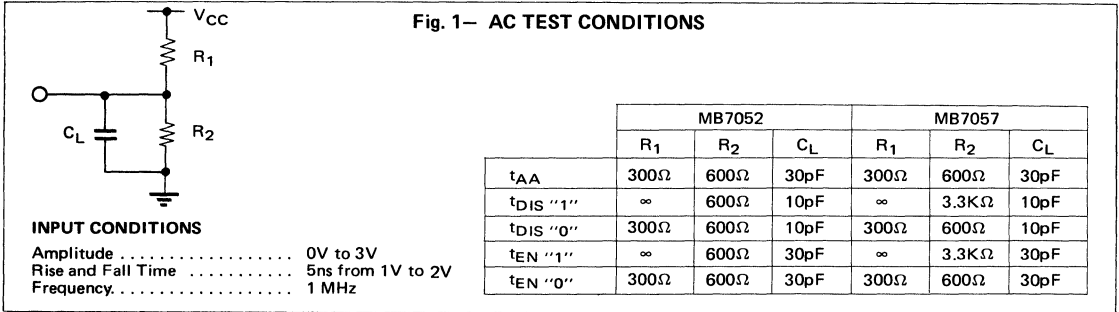 Fig. 1— AC TEST CONDITIONS
VCC
R1
CL
R2
INPUT CONDITIONS
Amplitude . . . . . . . . . . . . . . . . . . . 0V to 3V
Rise and Fall Time . . . . . . . . . . . 5ns from 1V to 2V
Frequency. . . . . . . . . . . . . . . . . . . 1 MHz
MB7052 MB7057
R1 R2 CL R1 R2 CL
tAA 300Ω 600Ω 30pF 300Ω 600Ω 30pF
tDIS "1" ∞ 600Ω 10pF ∞ 3.3KΩ 10pF
tDIS "0" 300Ω 600Ω 10pF 300Ω 600Ω 10pF
tEN "1" ∞ 600Ω 30pF ∞ 3.3KΩ 30pF
tEN "0" 300Ω 600Ω 30pF 300Ω 600Ω 30pF